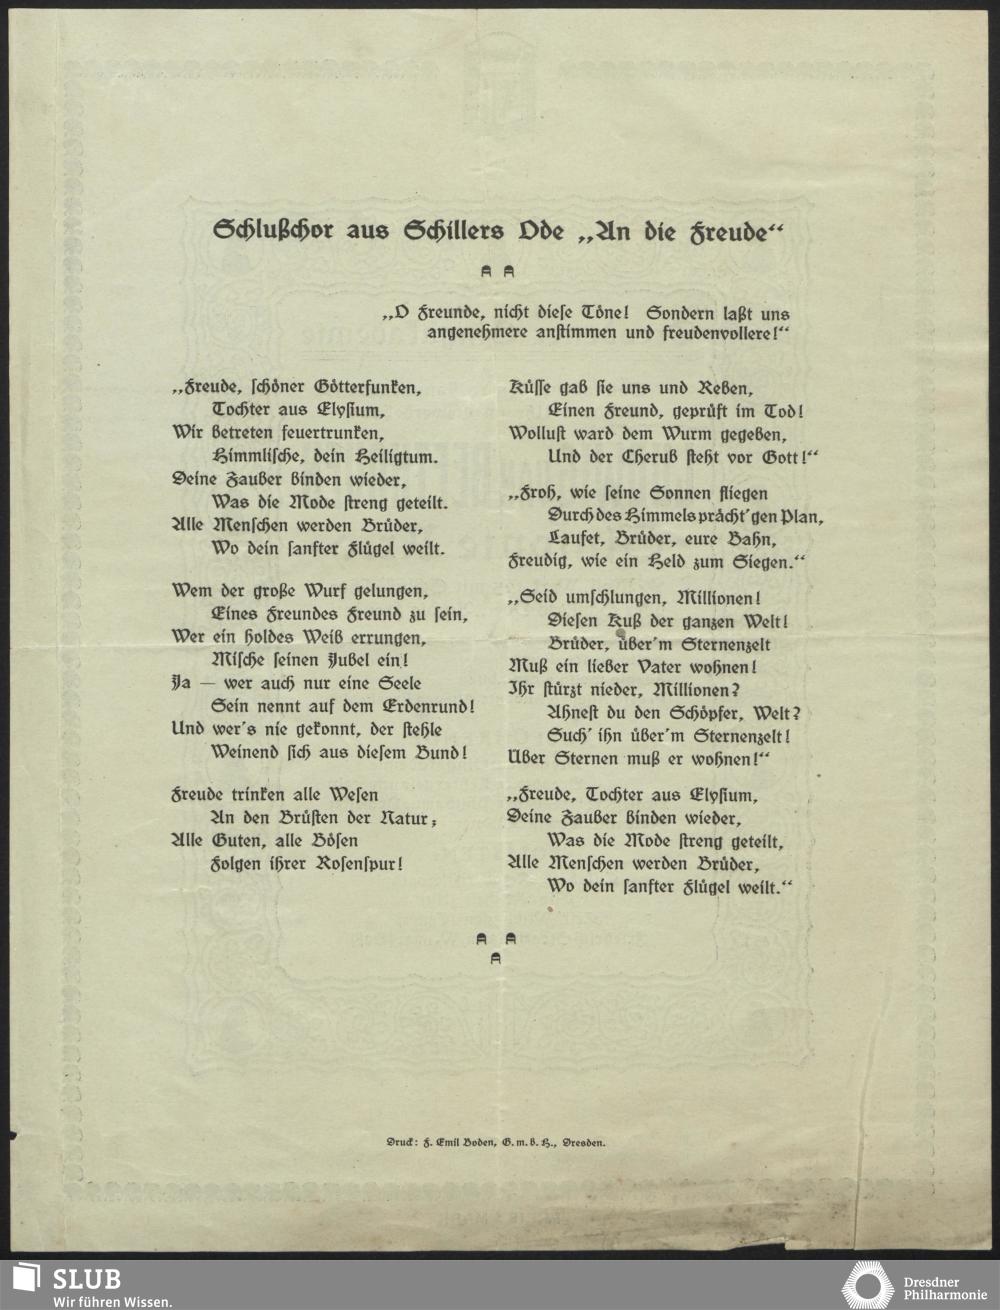 Schlußchor aus Schillers Ode „An die Freude“
„O Freunde, nicht diese Töne! Sondern laßt uns
angenehmere anstimmen und freudenvollere!“
„Freude, schöner Götterfunken,
Tochter aus Elysium,
Wir betreten feuertrunken,
Himmlische, dein Heiligtum.
Deine Zauber binden wieder,
Was die Mode streng geteilt.
Alle Menschen werden Brüder,
Wo dein sanfter Flügel weilt.
Wem der große Wurf gelungen,
Eines Freundes Freund zu sein,
Wer ein holdes Weib errungen,
Mische seinen Jubel ein!
Ja — wer auch nur eine Seele
Sein nennt auf dem Erdenrund!
Und wer's nie gekonnt, der stehle
Weinend sich aus diesem Bund!
Freude trinken alle Wesen
An den Brüsten der Natur;
Alle Guten, alle Bösen
Folgen ihrer Rosenspur!
Küsse gab sie uns und Reben,
Einen Freund, geprüft im Tod!
Wollust ward dem Wurm gegeben,
Und der Cherub steht vor Gott!“
„Froh, wie seine Sonnen fliegen
Durch des Himmels prächt'gen Plan,
Laufet, Brüder, eure Bahn,
Freudig, wie ein Held zum Siegen.“
„Seid umschlungen, Millionen!
Diesen Kuß der ganzen Welt!
Brüder, über'm Sternenzelt
Muß ein lieber Vater wohnen!
Ihr stürzt nieder, Millionen?
Ahnest du den Schöpfer, Welt?
Such' ihn über'm Sternenzelt!
Über Sternen muß er wohnen!“
„Freude, Tochter aus Elysium,
Deine Zauber binden wieder,
Was die Mode streng geteilt,
Alle Menschen werden Brüder,
Wo dein sanfter Flügel weilt.“
Druck: F. Emil Boden, G. m. b. H., Dresden.
SLUB
Wir führen Wissen.
Dresdner
Philharmonie